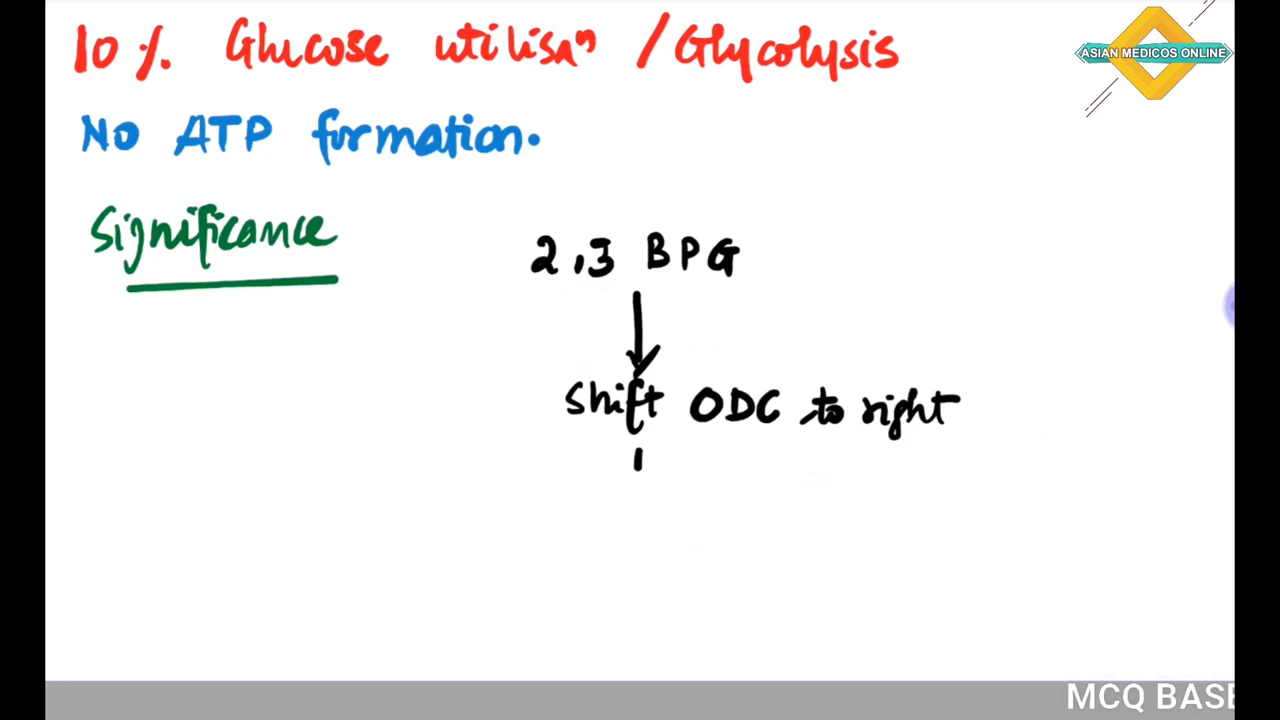 10 %. Glucose utilisaⁿ / Glycolysis
ASIAN MEDICOS ONLINE
No ATP formation.
Significance
2,3 BPG
Shift ODC to right
MCQ BASE